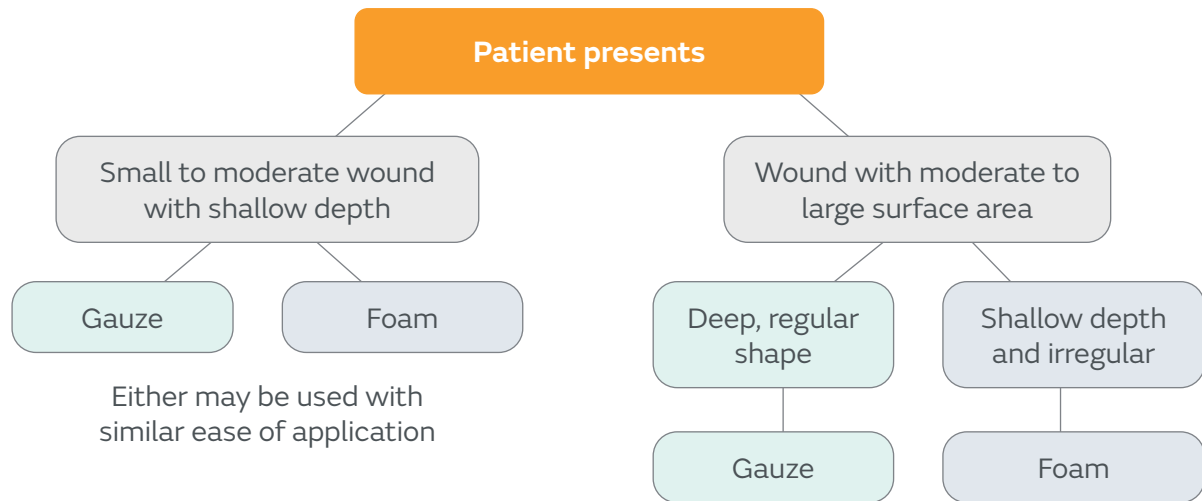 Patient presents
Small to moderate wound
with shallow depth
Wound with moderate to
large surface area
Gauze
Foam
Deep, regular
shape
Shallow depth
and irregular
Either may be used with
similar ease of application
Gauze
Foam